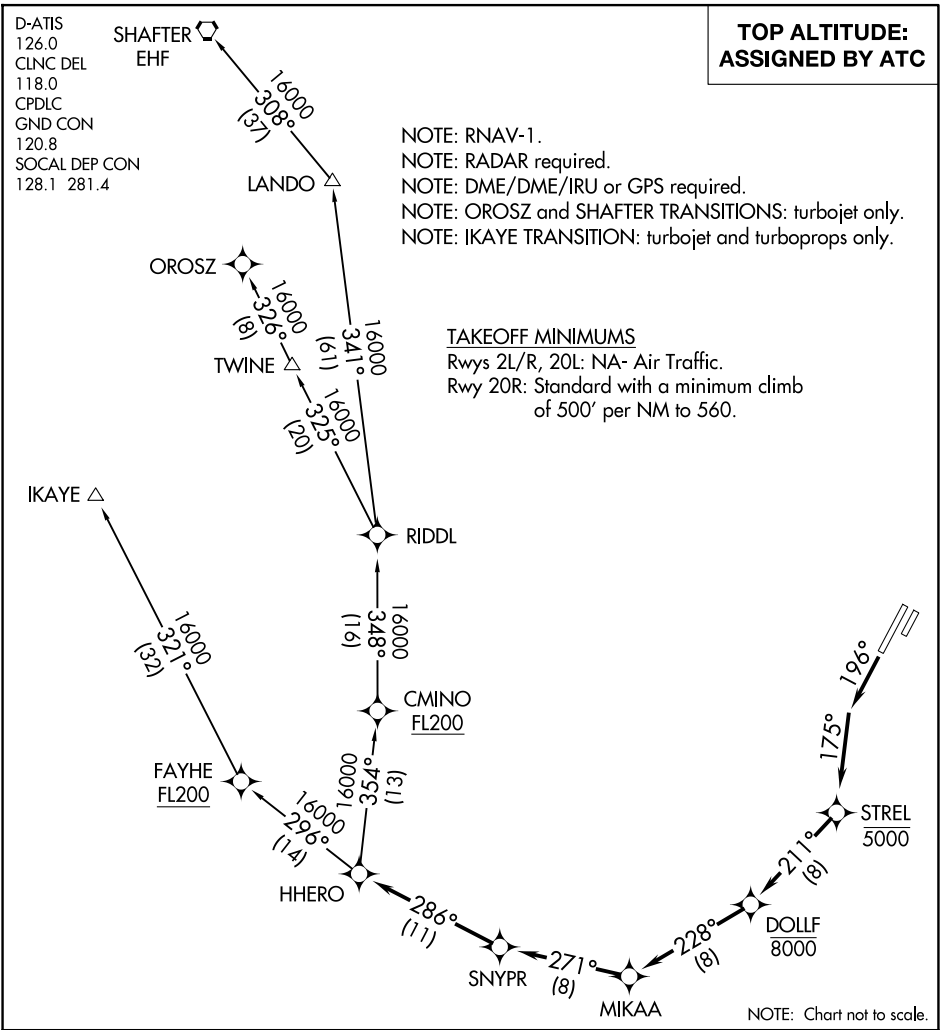 D-ATIS
126.0
CLNC DEL
118.0
CPDLC
GND CON
120.8
SOCAL DEP CON
128.1 281.4
TOP ALTITUDE:
ASSIGNED BY ATC
SHAFTER
EHF
16000
308°
(37)
LANDO
NOTE: RNAV-1.
NOTE: RADAR required.
NOTE: DME/DME/IRU or GPS required.
NOTE: OROSZ and SHAFTER TRANSITIONS: turbojet only.
NOTE: IKAYE TRANSITION: turbojet and turboprops only.
OROSZ
16000
326°
(8)
TWINE
16000
341°
(61)
TAKEOFF MINIMUMS
Rwys 2L/R, 20L: NA- Air Traffic.
Rwy 20R: Standard with a minimum climb
of 500' per NM to 560.
16000
325°
(20)
IKAYE
RIDDL
16000
321°
(32)
16000
348°
(16)
196°
175°
CMINO
FL200
FAYHE
FL200
16000
354°
(13)
16000
296°
(14)
STREL
5000
211°
(8)
HHERO
DOLLF
8000
286°
(11)
228°
(8)
SNYPR
271°
(8)
MIKAA
NOTE: Chart not to scale.